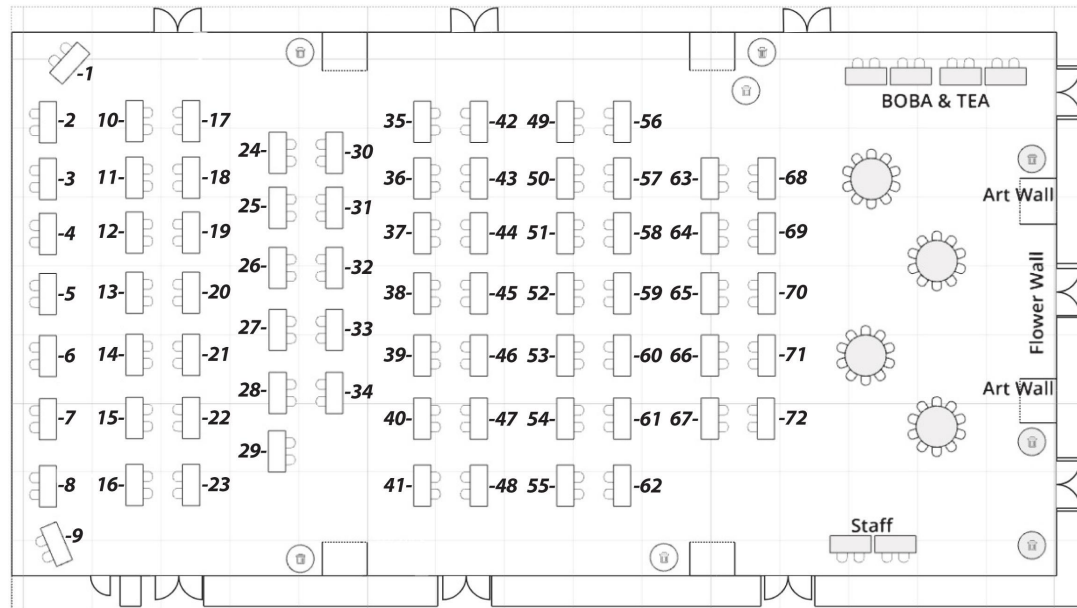 -1
-2 10- -17
-3 11- -18
-4 12- -19
-5 13- -20
-6 14- -21
-7 15- -22
-8 16- -23
-9
24- -30
25- -31
26- -32
27- -33
28- -34
29-
35- -42 49- -56
36- -43 50- -57 63- -68
37- -44 51- -58 64- -69
38- -45 52- -59 65- -70
39- -46 53- -60 66- -71
40- -47 54- -61 67- -72
41- -48 55- -62
BOBA & TEA
Art Wall
Flower Wall
Art Wall
Staff